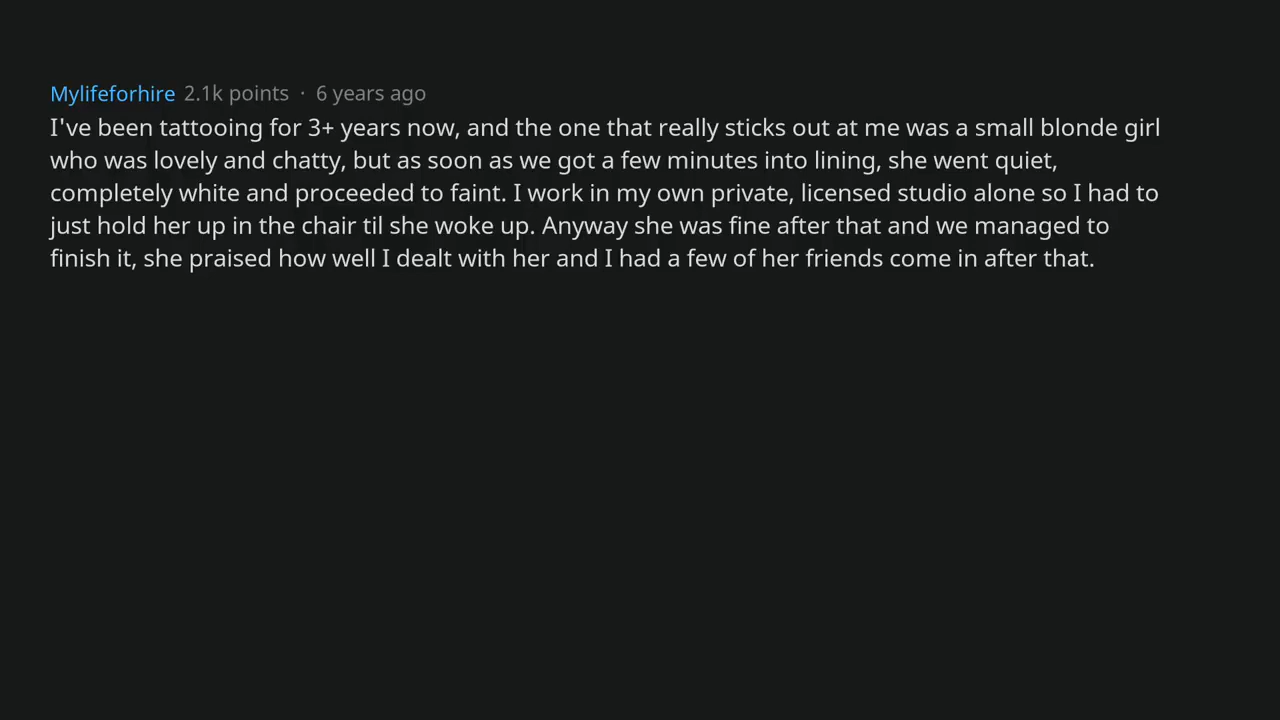 Mylifeforhire 2.1k points · 6 years ago
I've been tattooing for 3+ years now, and the one that really sticks out at me was a small blonde girl
who was lovely and chatty, but as soon as we got a few minutes into lining, she went quiet,
completely white and proceeded to faint. I work in my own private, licensed studio alone so I had to
just hold her up in the chair til she woke up. Anyway she was fine after that and we managed to
finish it, she praised how well I dealt with her and I had a few of her friends come in after that.